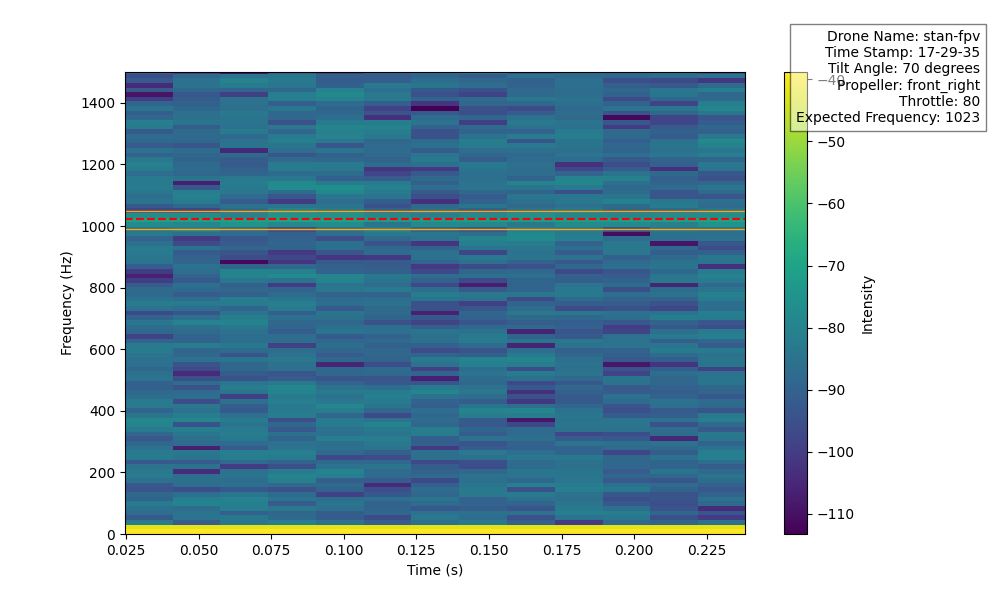 Drone Name: stan-fpv
Time Stamp: 17-29-35
Tilt Angle: 70 degrees
Propeller: front_right
Throttle: 80
Expected Frequency: 1023
1400
1200
1000
800
600
400
200
0
Frequency (Hz)
0.025 0.050 0.075 0.100 0.125 0.150 0.175 0.200 0.225
Time (s)
−40
−50
−60
−70
−80
−90
−100
−110
Intensity